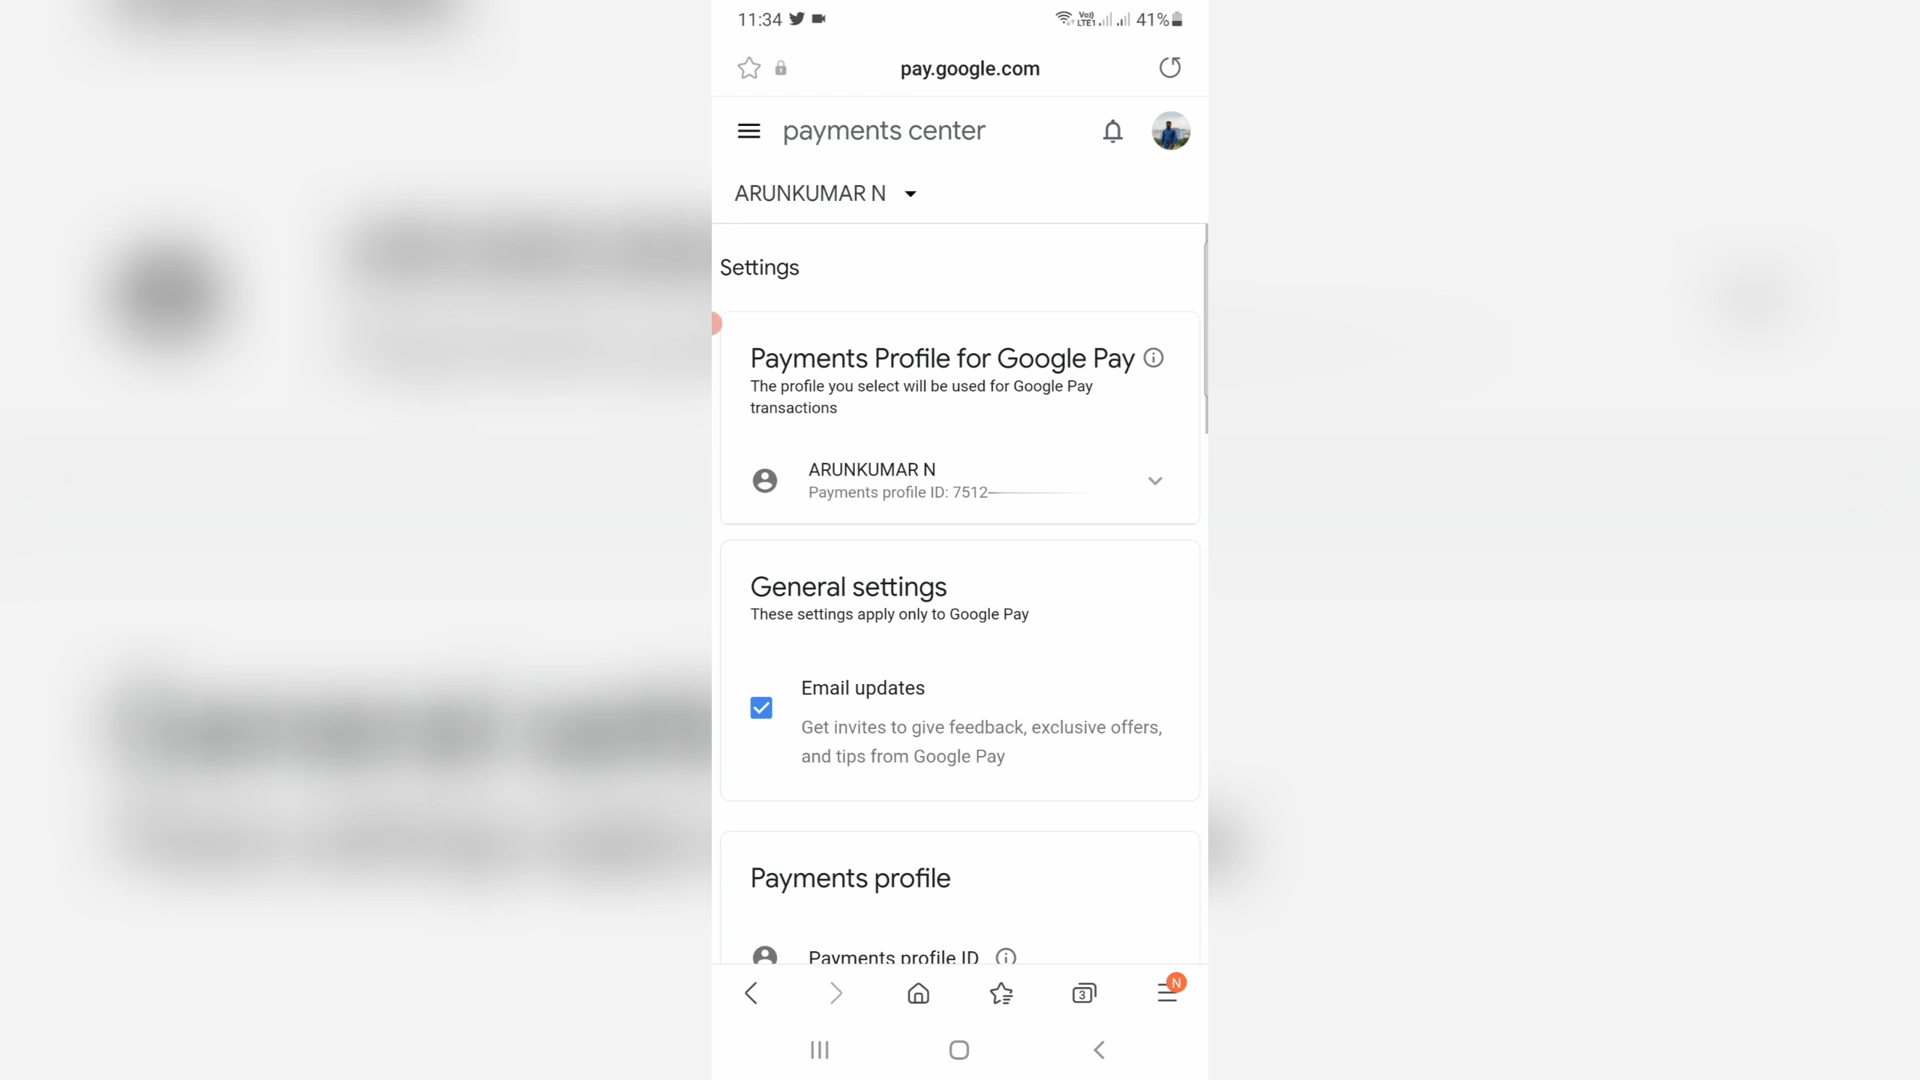 11:34 Vo) LTE1 41%
pay.google.com
payments center
ARUNKUMAR N
Settings
Payments Profile for Google Pay
The profile you select will be used for Google Pay
transactions
ARUNKUMAR N
Payments profile ID: 7512
General settings
These settings apply only to Google Pay
Email updates
Get invites to give feedback, exclusive offers,
and tips from Google Pay
Payments profile
Payments profile ID
3
N